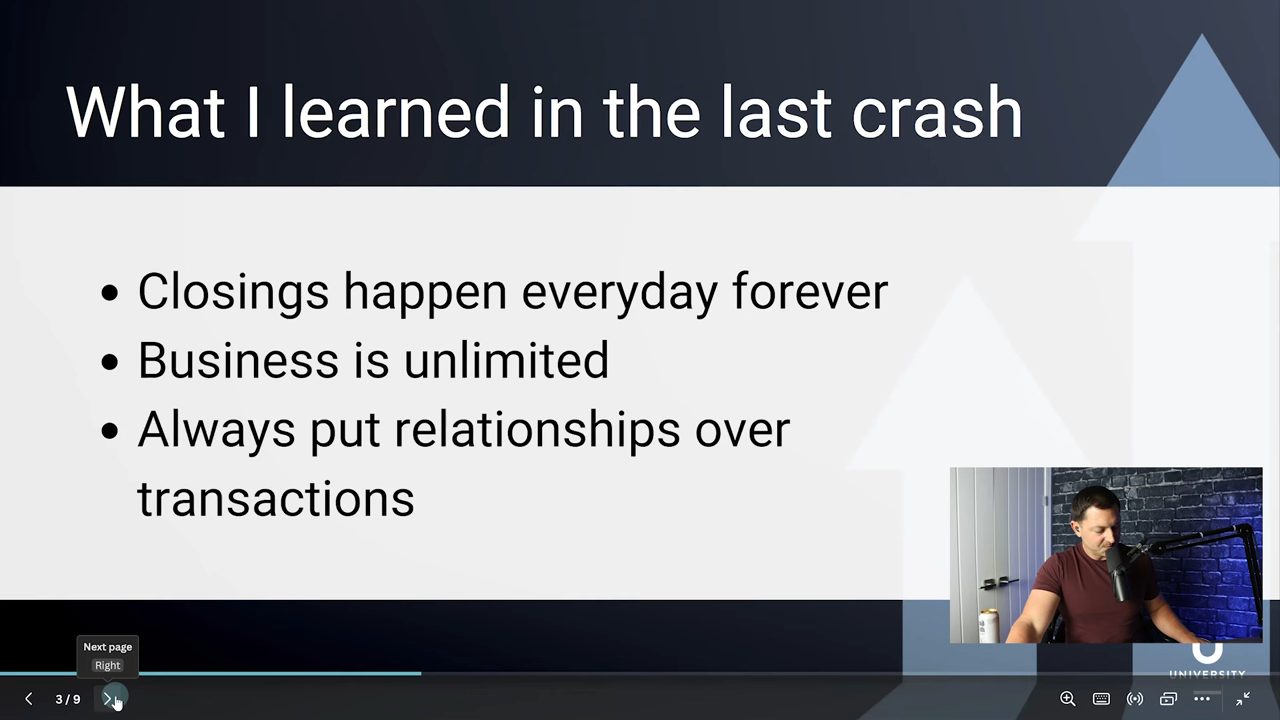 What I learned in the last crash
• Closings happen everyday forever
• Business is unlimited
• Always put relationships over
transactions
Next page
Right
3 / 9
UNIVERSITY